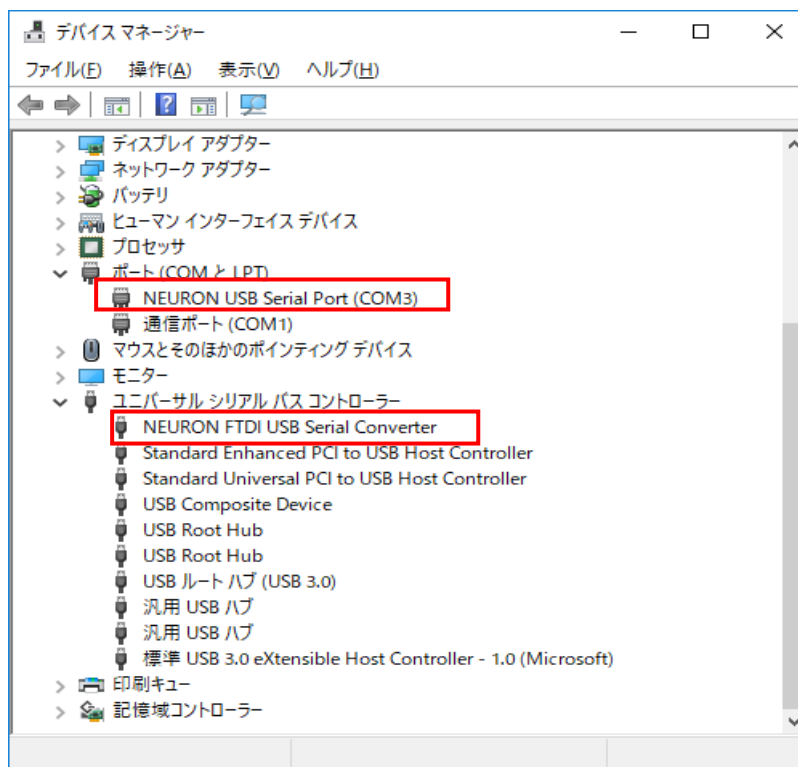 デバイス マネージャー
ファイル(F) 操作(A) 表示(V) ヘルプ(H)
ディスプレイ アダプター
ネットワーク アダプター
バッテリ
ヒューマン インターフェイス デバイス
プロセッサ
ポート (COM と LPT)
NEURON USB Serial Port (COM3)
通信ポート (COM1)
マウスとそのほかのポインティング デバイス
モニター
ユニバーサル シリアル バス コントローラー
NEURON FTDI USB Serial Converter
Standard Enhanced PCI to USB Host Controller
Standard Universal PCI to USB Host Controller
USB Composite Device
USB Root Hub
USB Root Hub
USB ルート ハブ (USB 3.0)
汎用 USB ハブ
汎用 USB ハブ
標準 USB 3.0 eXtensible Host Controller - 1.0 (Microsoft)
印刷キュー
記憶域コントローラー